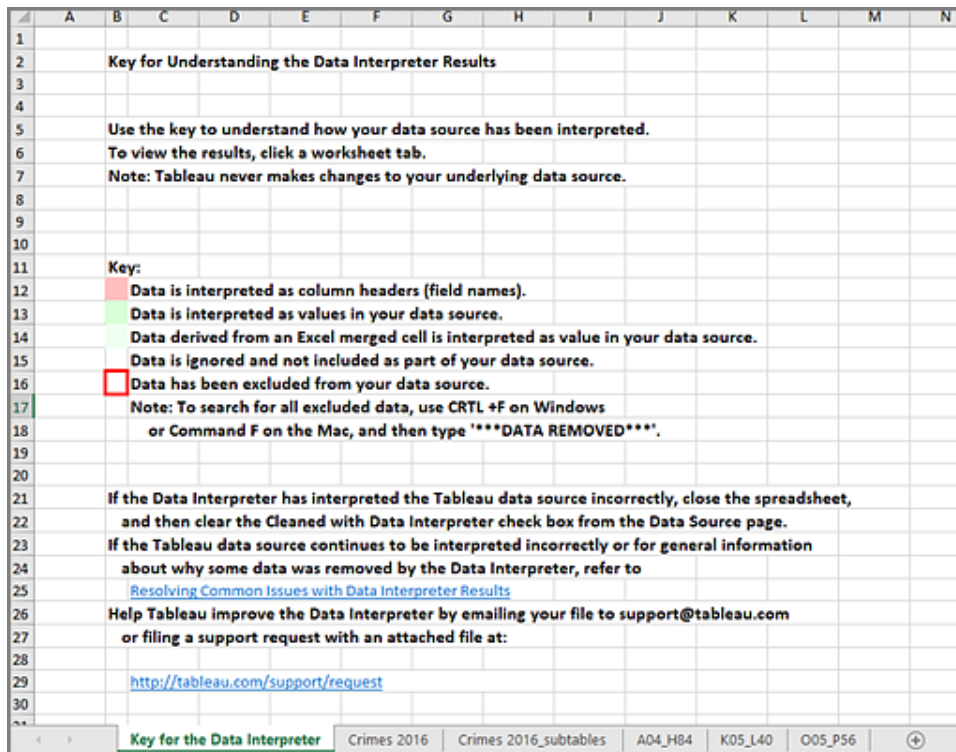 A B C D E F G H I J K L M N
1
2 Key for Understanding the Data Interpreter Results
3
4
5 Use the key to understand how your data source has been interpreted.
6 To view the results, click a worksheet tab.
7 Note: Tableau never makes changes to your underlying data source.
8
9
10
11 Key:
12 Data is interpreted as column headers (field names).
13 Data is interpreted as values in your data source.
14 Data derived from an Excel merged cell is interpreted as value in your data source.
15 Data is ignored and not included as part of your data source.
16 Data has been excluded from your data source.
17 Note: To search for all excluded data, use CRTL +F on Windows
18 or Command F on the Mac, and then type '***DATA REMOVED***'.
19
20
21 If the Data Interpreter has interpreted the Tableau data source incorrectly, close the spreadsheet,
22 and then clear the Cleaned with Data Interpreter check box from the Data Source page.
23 If the Tableau data source continues to be interpreted incorrectly or for general information
24 about why some data was removed by the Data Interpreter, refer to
25 Resolving Common Issues with Data Interpreter Results
26 Help Tableau improve the Data Interpreter by emailing your file to support@tableau.com
27 or filing a support request with an attached file at:
28
29 http://tableau.com/support/request
30
Key for the Data Interpreter Crimes 2016 Crimes 2016_subtables A04_H84 K05_L40 O05_P56